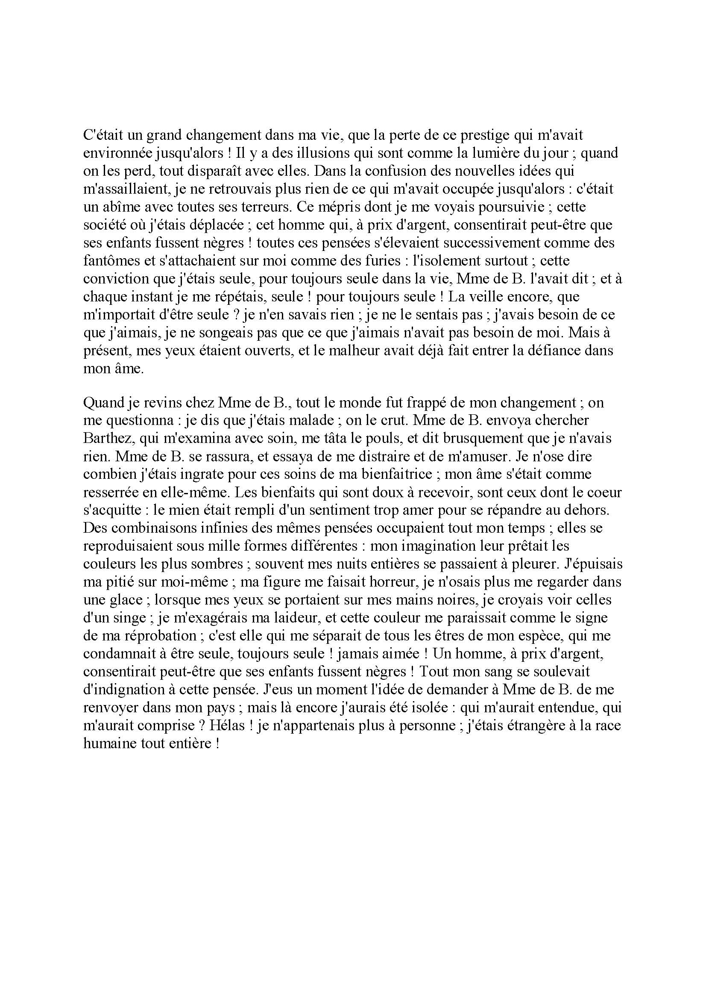 C'était un grand changement dans ma vie, que la perte de ce prestige qui m'avait
environnée jusqu'alors ! Il y a des illusions qui sont comme la lumière du jour ; quand
on les perd, tout disparaît avec elles. Dans la confusion des nouvelles idées qui
m'assaillaient, je ne retrouvais plus rien de ce qui m'avait occupée jusqu'alors : c'était
un abîme avec toutes ses terreurs. Ce mépris dont je me voyais poursuivie ; cette
société où j'étais déplacée ; cet homme qui, à prix d'argent, consentirait peut-être que
ses enfants fussent nègres ! toutes ces pensées s'élevaient successivement comme des
fantômes et s'attachaient sur moi comme des furies : l'isolement surtout ; cette
conviction que j'étais seule, pour toujours seule dans la vie, Mme de B. l'avait dit ; et à
chaque instant je me répétais, seule ! pour toujours seule ! La veille encore, que
m'importait d'être seule ? je n'en savais rien ; je ne le sentais pas ; j'avais besoin de ce
que j'aimais, je ne songeais pas que ce que j'aimais n'avait pas besoin de moi. Mais à
présent, mes yeux étaient ouverts, et le malheur avait déjà fait entrer la défiance dans
mon âme.
Quand je revins chez Mme de B., tout le monde fut frappé de mon changement ; on
me questionna : je dis que j'étais malade ; on le crut. Mme de B. envoya chercher
Barthez, qui m'examina avec soin, me tâta le pouls, et dit brusquement que je n'avais
rien. Mme de B. se rassura, et essaya de me distraire et de m'amuser. Je n'ose dire
combien j'étais ingrate pour ces soins de ma bienfaitrice ; mon âme s'était comme
resserrée en elle-même. Les bienfaits qui sont doux à recevoir, sont ceux dont le coeur
s'acquitte : le mien était rempli d'un sentiment trop amer pour se répandre au dehors.
Des combinaisons infinies des mêmes pensées occupaient tout mon temps ; elles se
reproduisaient sous mille formes différentes : mon imagination leur prêtait les
couleurs les plus sombres ; souvent mes nuits entières se passaient à pleurer. J'épuisais
ma pitié sur moi-même ; ma figure me faisait horreur, je n'osais plus me regarder dans
une glace ; lorsque mes yeux se portaient sur mes mains noires, je croyais voir celles
d'un singe ; je m'exagérais ma laideur, et cette couleur me paraissait comme le signe
de ma réprobation ; c'est elle qui me séparait de tous les êtres de mon espèce, qui me
condamnait à être seule, toujours seule ! jamais aimée ! Un homme, à prix d'argent,
consentirait peut-être que ses enfants fussent nègres ! Tout mon sang se soulevait
d'indignation à cette pensée. J'eus un moment l'idée de demander à Mme de B. de me
renvoyer dans mon pays ; mais là encore j'aurais été isolée : qui m'aurait entendue, qui
m'aurait comprise ? Hélas ! je n'appartenais plus à personne ; j'étais étrangère à la race
humaine tout entière !